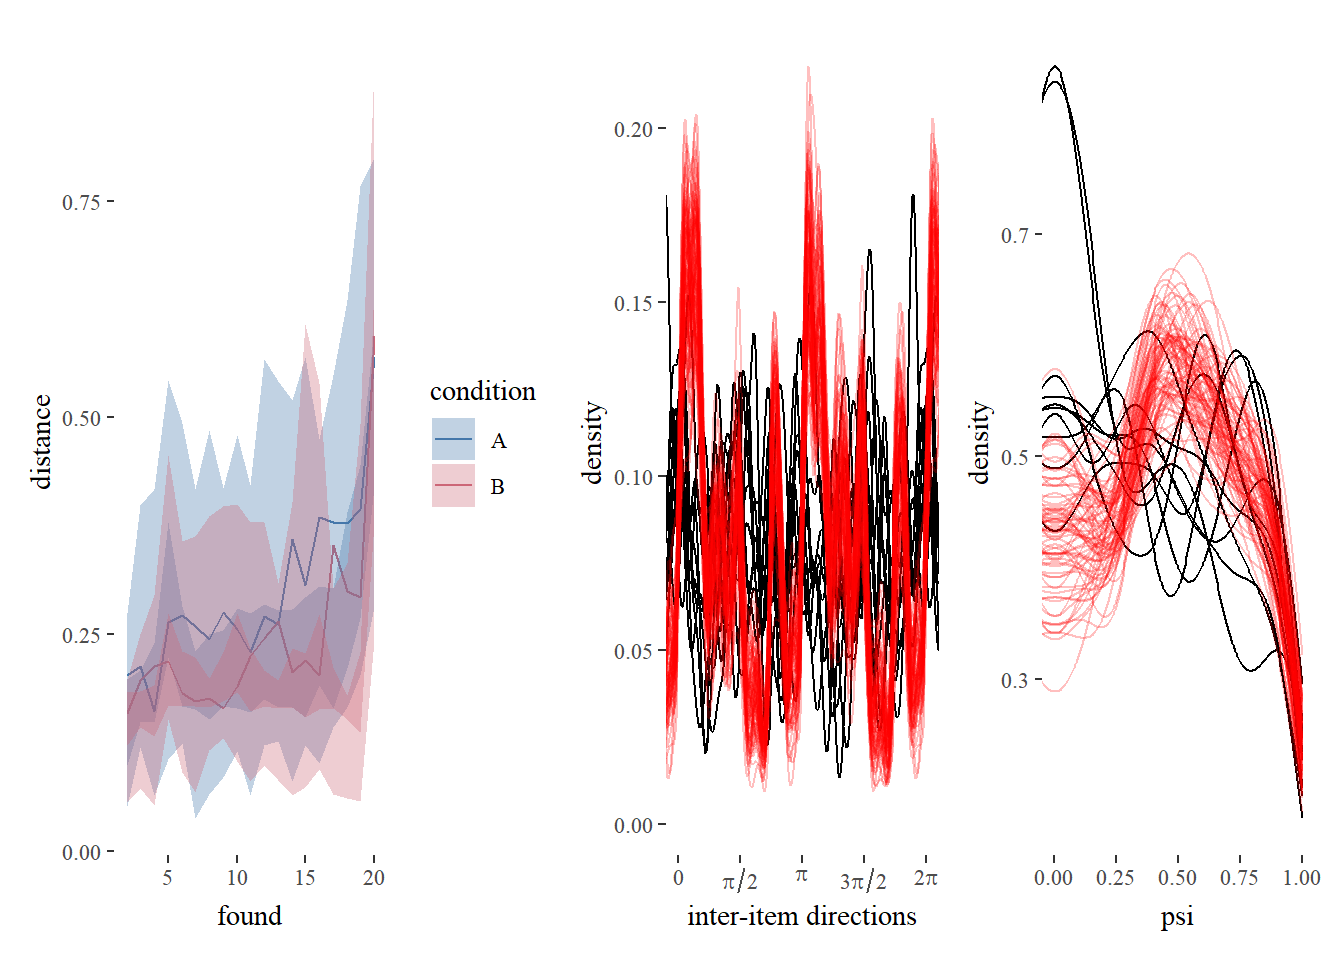 distance
0.75
0.50
0.25
0.00
5 10 15 20
found
condition
A
B
density
0.20
0.15
0.10
0.05
0.00
0 π/2 π 3π/2 2π
inter-item directions
density
0.7
0.5
0.3
0.00 0.25 0.50 0.75 1.00
psi